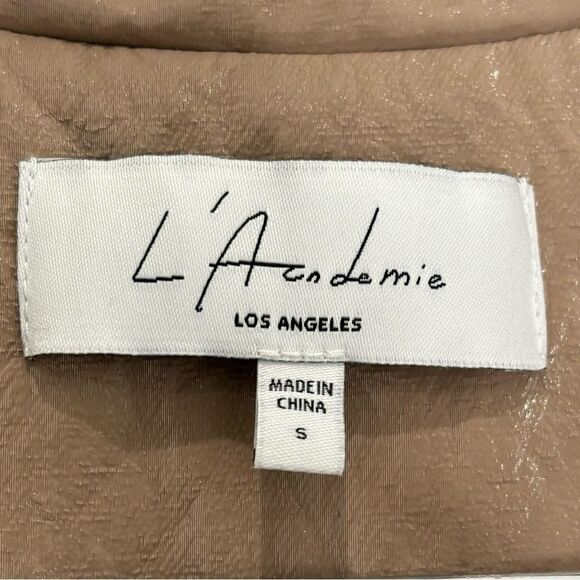 L'Academie
LOS ANGELES
MADE IN
CHINA
S